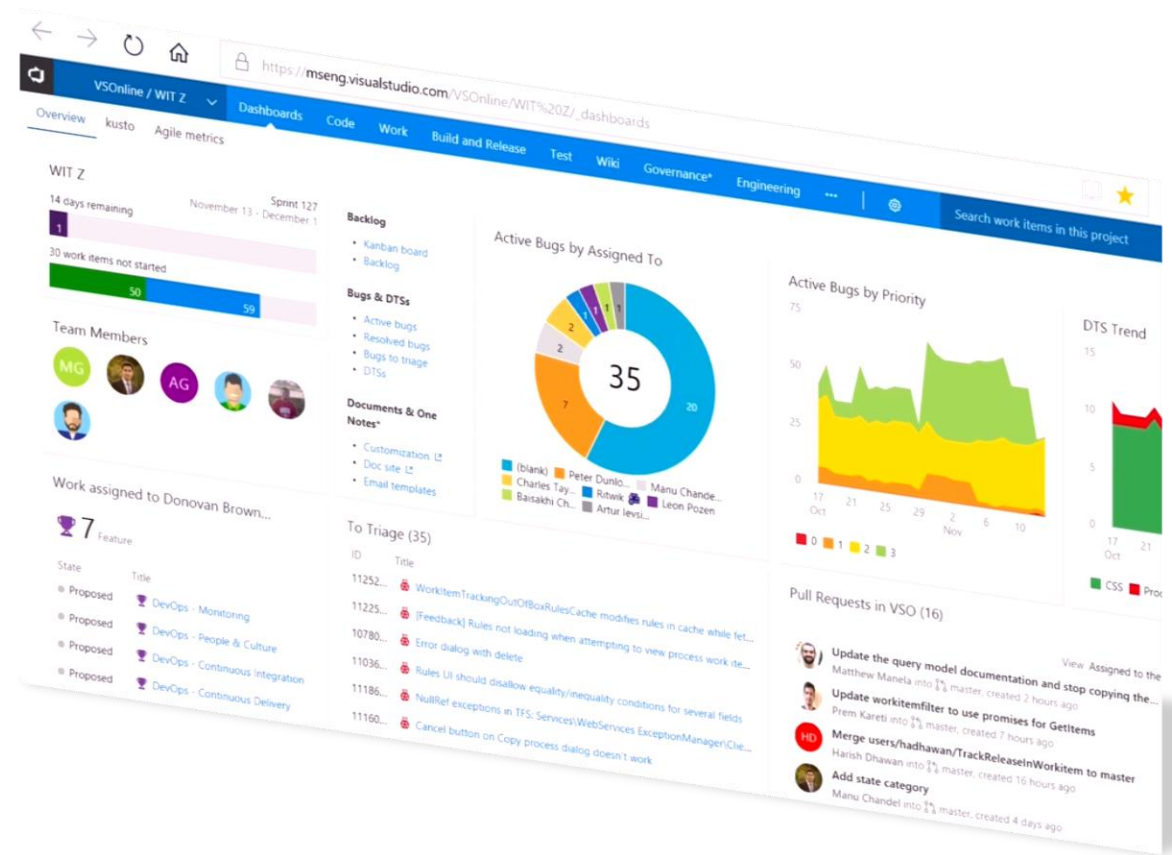 https://mseng.visualstudio.com/VSOnline/WIT%20Z/_dashboards
VSOnline / WIT Z
Dashboards
Code
Work
Build and Release
Test
Wiki
Governance*
Engineering
...
Search work items in this project
Overview
kusto
Agile metrics
WIT Z
14 days remaining
Sprint 127
November 13 - December 1
1
30 work items not started
50
59
Team Members
MG
AG
Backlog
• Kanban board
• Backlog
Bugs & DTSs
• Active bugs
• Resolved bugs
• Bugs to triage
• DTSs
Documents & One
Notes*
• Customization
• Doc site
• Email templates
Active Bugs by Assigned To
35
20
7
2
2
1
1
1
1
(blank)
Peter Dunlo...
Manu Chande...
Charles Tay...
Ritwik
Leon Pozen
Baisakhi Ch...
Artur Ievsi...
Active Bugs by Priority
75
50
25
0
17
Oct
21
25
29
2
Nov
6
10
0
1
2
3
DTS Trend
15
10
5
0
17
Oct
21
CSS
Work assigned to Donovan Brown...
7
Feature
State
Title
Proposed
DevOps - Monitoring
Proposed
DevOps - People & Culture
Proposed
DevOps - Continuous Integration
Proposed
DevOps - Continuous Delivery
To Triage (35)
ID
Title
11252...
WorkItemTrackingOutOfBoxRulesCache modifies rules in cache while fet...
11225...
[Feedback] Rules not loading when attempting to view process work ite...
10780...
Error dialog with delete
11036...
Rules UI should disallow equality/inequality conditions for several fields
11186...
NullRef exceptions in TFS: Services\WebServices ExceptionManager\Clie...
11160...
Cancel button on Copy process dialog doesn't work
Pull Requests in VSO (16)
View Assigned to the
Update the query model documentation and stop copying the...
Matthew Manela into master, created 2 hours ago
Update workitemfilter to use promises for GetItems
Prem Kareti into master, created 7 hours ago
HD
Merge users/hadhawan/TrackReleaseInWorkitem to master
Harish Dhawan into master, created 16 hours ago
Add state category
Manu Chandel into master, created 4 days ago